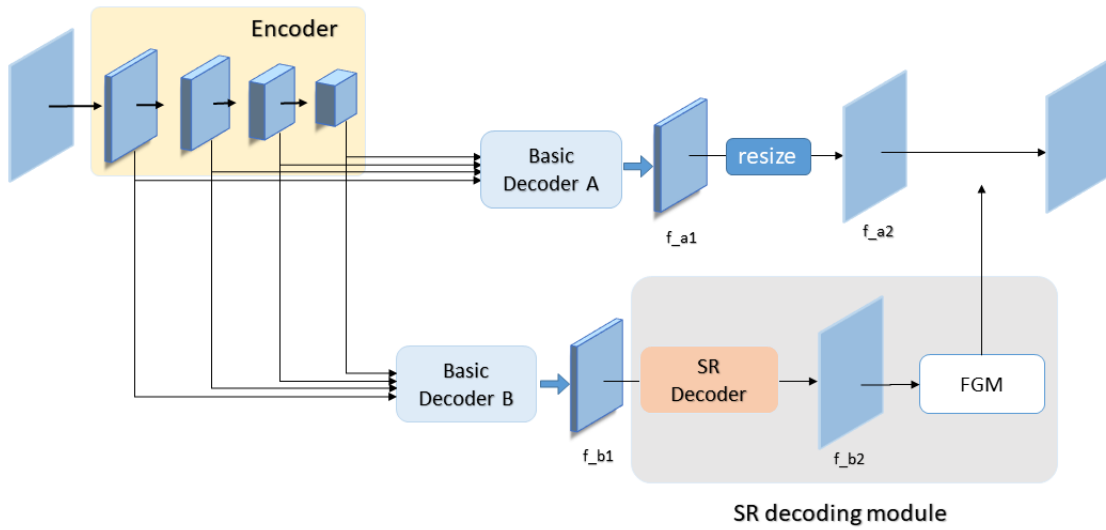 Encoder
Basic
Decoder A
resize
f_a1
f_a2
Basic
Decoder B
SR
Decoder
FGM
f_b1
f_b2
SR decoding module